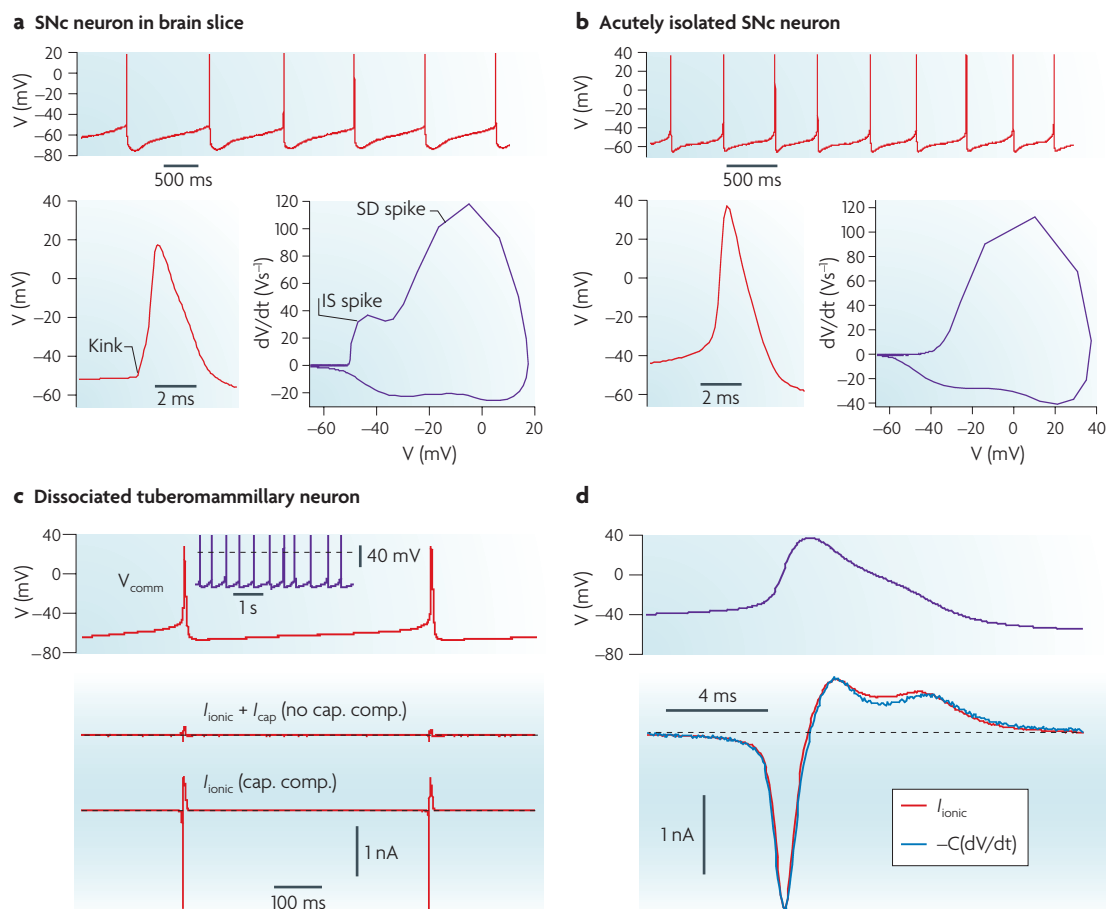 a SNc neuron in brain slice
V (mV)
20
0
–20
–40
–60
–80
500 ms
V (mV)
40
20
0
–20
–40
–60
Kink
2 ms
dV/dt (Vs⁻¹)
120
100
80
60
40
20
0
–20
SD spike
IS spike
–60 –40 –20 0 20
V (mV)
b Acutely isolated SNc neuron
V (mV)
40
20
0
–20
–40
–60
500 ms
V (mV)
40
20
0
–20
–40
–60
2 ms
dV/dt (Vs⁻¹)
120
100
80
60
40
20
0
–20
–40
–60 –40 –20 0 20 40
V (mV)
c Dissociated tuberomammillary neuron
V (mV)
40
0
–40
–80
Vcomm
40 mV
1 s
Iionic + Icap (no cap. comp.)
Iionic (cap. comp.)
1 nA
100 ms
d
V (mV)
40
0
–40
–80
4 ms
1 nA
Iionic
–C(dV/dt)